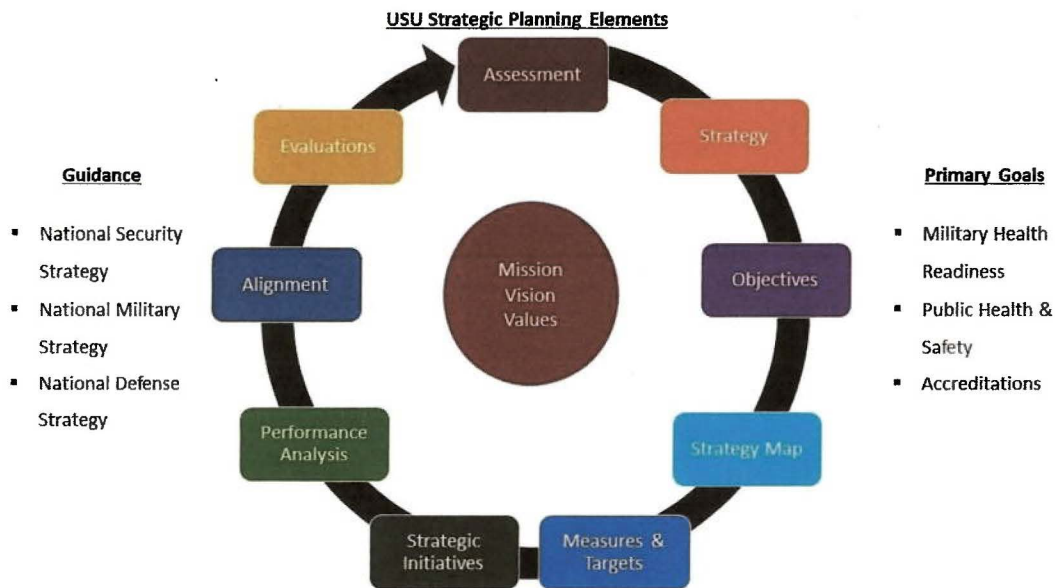 USU Strategic Planning Elements
Assessment
Strategy
Objectives
Strategy Map
Measures &
Targets
Strategic
Initiatives
Performance
Analysis
Alignment
Evaluations
Mission
Vision
Values
Guidance
▪ National Security
Strategy
▪ National Military
Strategy
▪ National Defense
Strategy
Primary Goals
▪ Military Health
Readiness
▪ Public Health &
Safety
▪ Accreditations